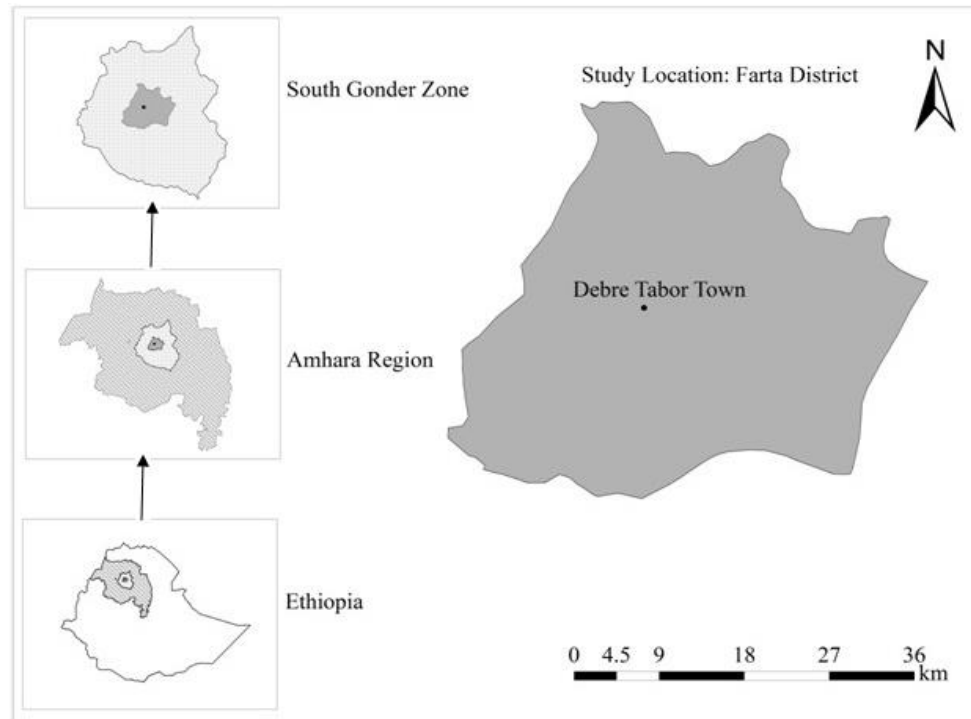 South Gonder Zone
Amhara Region
Ethiopia
Study Location: Farta District
N
Debre Tabor Town
0 4.5 9 18 27 36
km